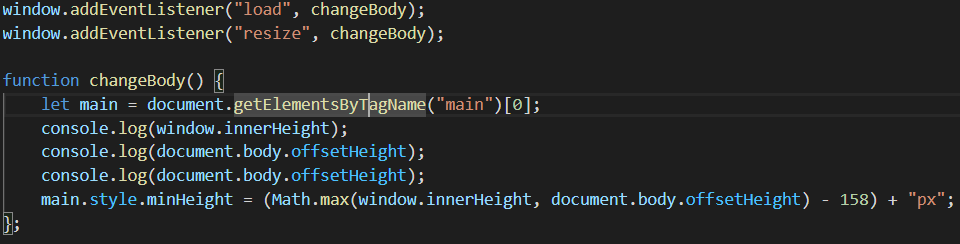 window.addEventListener("load", changeBody);
window.addEventListener("resize", changeBody);

function changeBody() {
    let main = document.getElementsByTagName("main")[0];
    console.log(window.innerHeight);
    console.log(document.body.offsetHeight);
    console.log(document.body.offsetHeight);
    main.style.minHeight = (Math.max(window.innerHeight, document.body.offsetHeight) - 158) + "px";
};